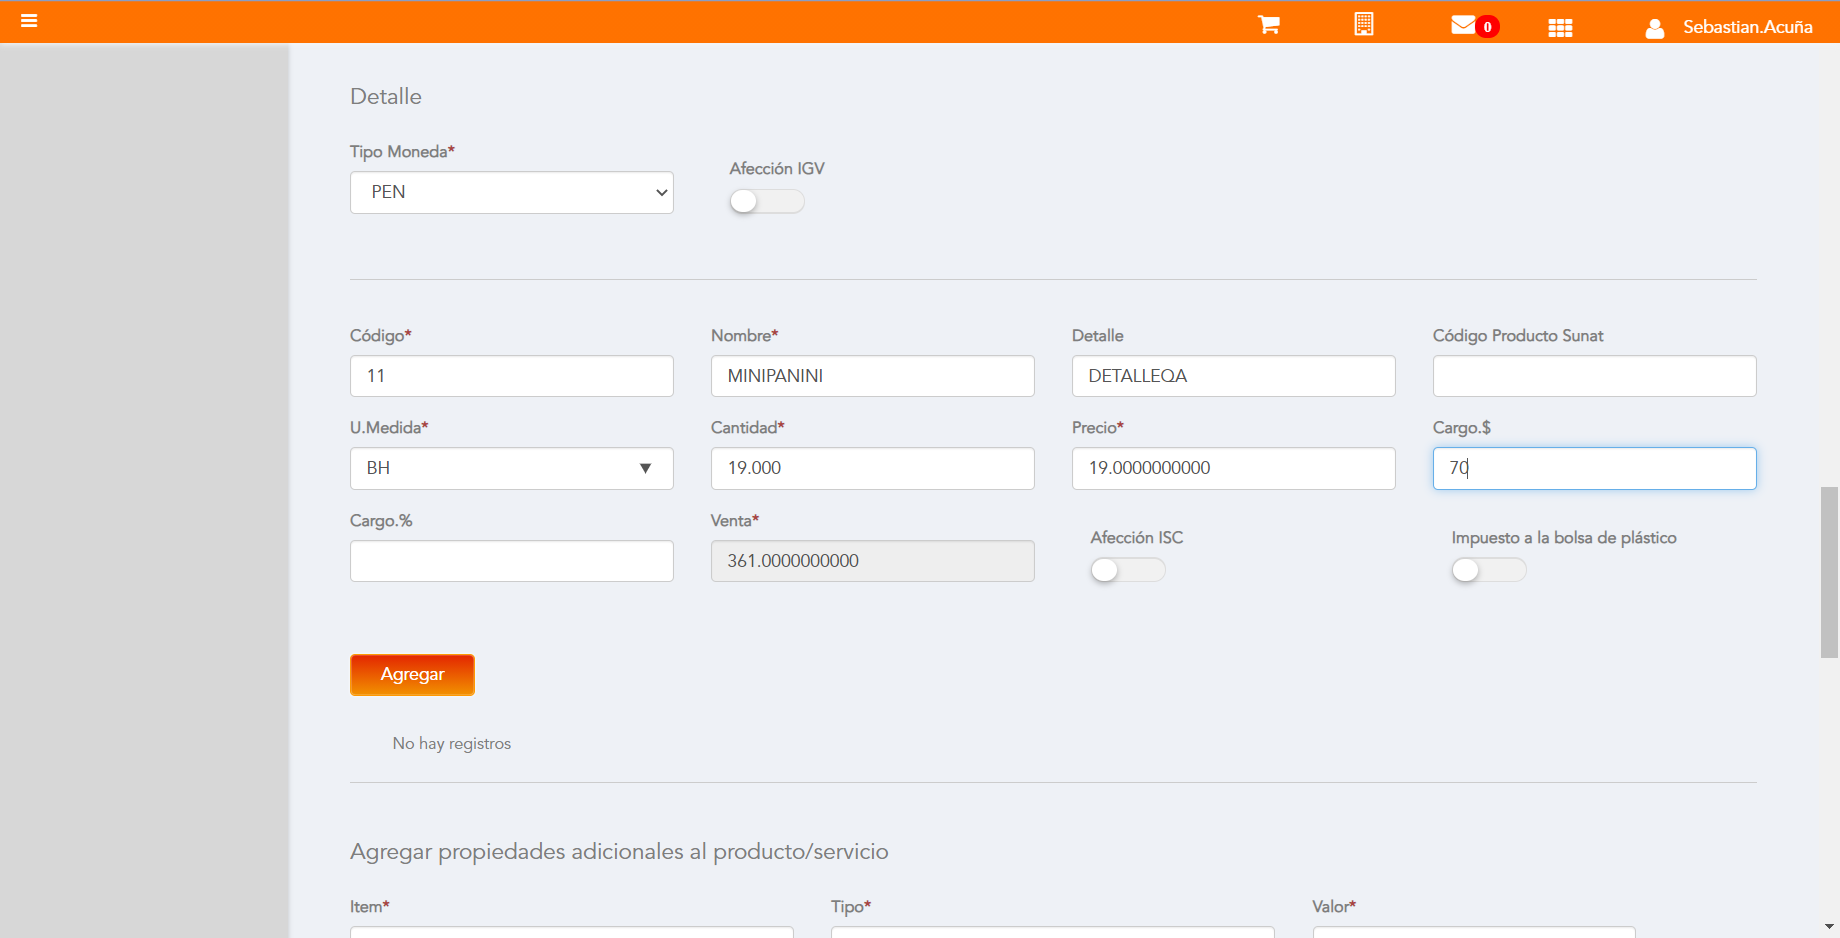 0 Sebastian.Acuña
Detalle
Tipo Moneda*
Afección IGV
PEN
Código* Nombre* Detalle Código Producto Sunat
11 MINIPANINI DETALLEQA
U.Medida* Cantidad* Precio* Cargo.$
BH 19.000 19.0000000000 70
Cargo.% Venta* Afección ISC Impuesto a la bolsa de plástico
361.0000000000
Agregar
No hay registros
Agregar propiedades adicionales al producto/servicio
Item* Tipo* Valor*